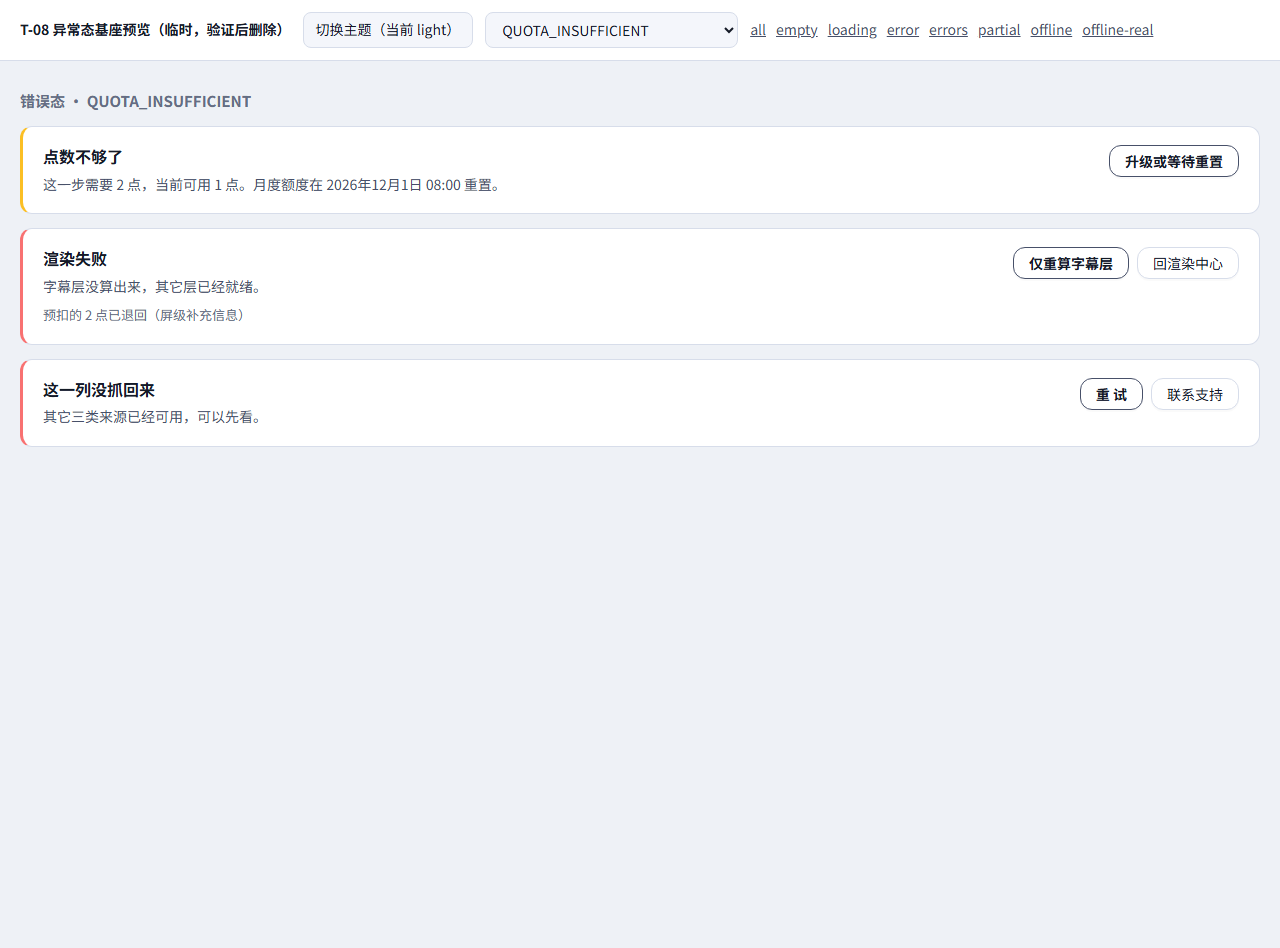 T-08 异常态基座预览（临时，验证后删除） 切换主题（当前 light） QUOTA_INSUFFICIENT all empty loading error errors partial offline offline-real
错误态 · QUOTA_INSUFFICIENT
点数不够了 升级或等待重置
这一步需要 2 点，当前可用 1 点。月度额度在 2026年12月1日 08:00 重置。
渲染失败 仅重算字幕层 回渲染中心
字幕层没算出来，其它层已经就绪。
预扣的 2 点已退回（屏级补充信息）
这一列没抓回来 重 试 联系支持
其它三类来源已经可用，可以先看。